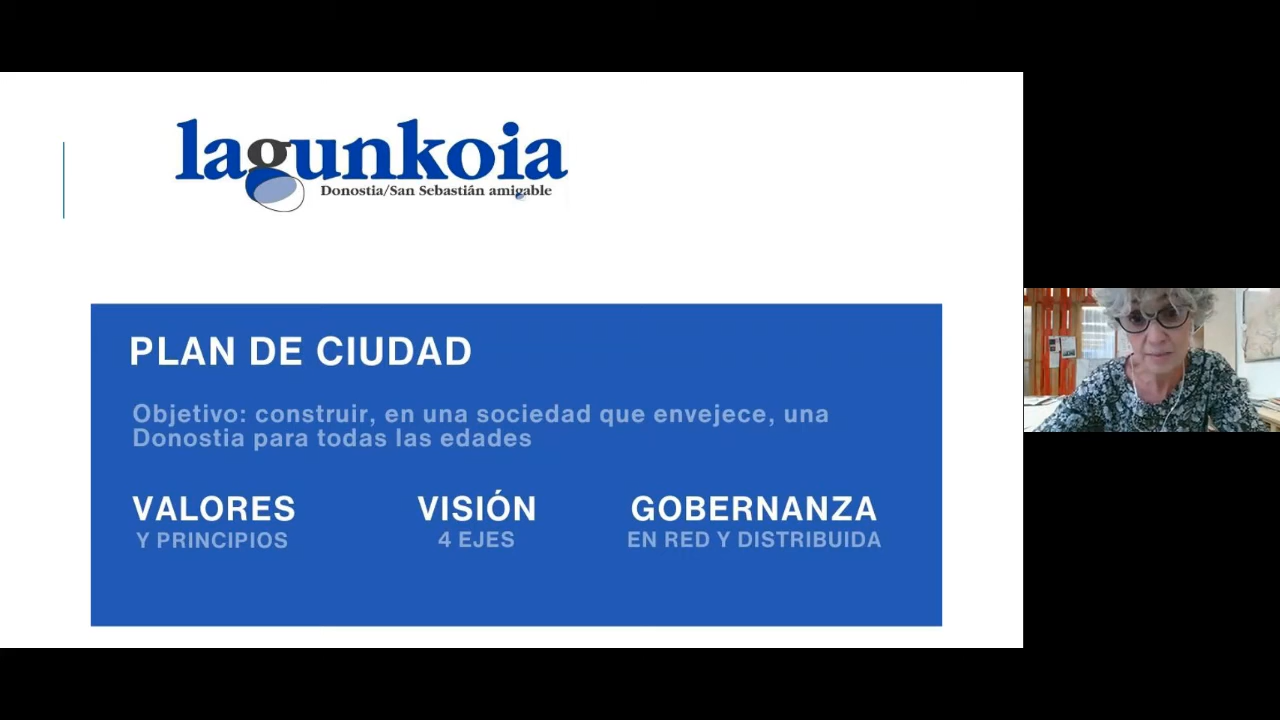 lagunkoia
Donostia/San Sebastián amigable
PLAN DE CIUDAD
Objetivo: construir, en una sociedad que envejece, una
Donostia para todas las edades
VALORES
Y PRINCIPIOS
VISIÓN
4 EJES
GOBERNANZA
EN RED Y DISTRIBUIDA